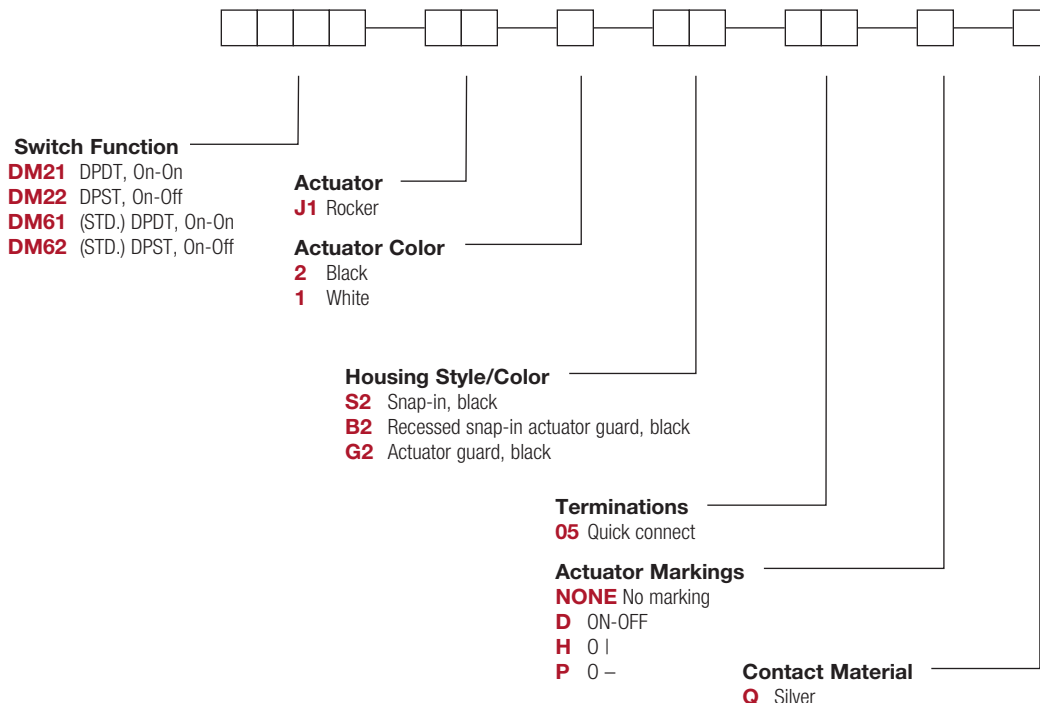 Switch Function
DM21 DPDT, On-On
DM22 DPST, On-Off
DM61 (STD.) DPDT, On-On
DM62 (STD.) DPST, On-Off
Actuator
J1 Rocker
Actuator Color
2 Black
1 White
Housing Style/Color
S2 Snap-in, black
B2 Recessed snap-in actuator guard, black
G2 Actuator guard, black
Terminations
05 Quick connect
Actuator Markings
NONE No marking
D ON-OFF
H O |
P O –
Contact Material
Q Silver